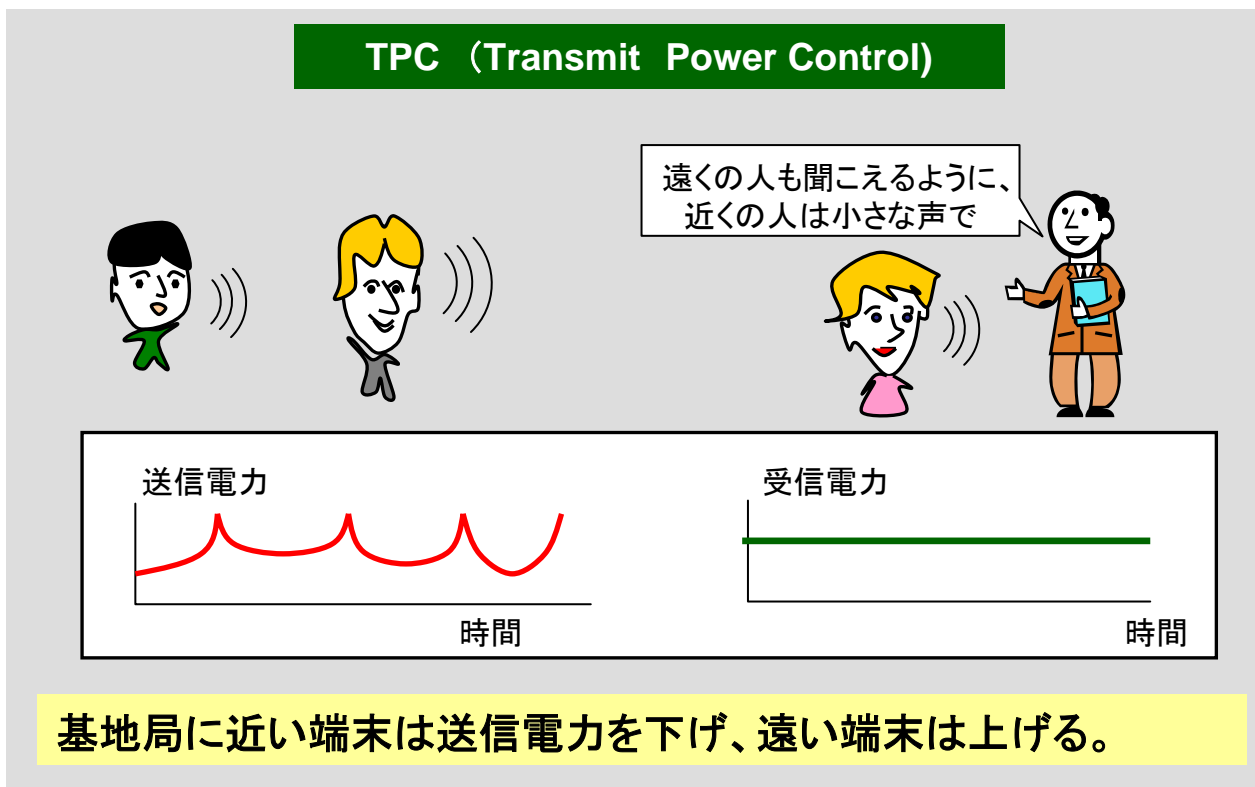 TPC （Transmit Power Control)
遠くの人も聞こえるように、
近くの人は小さな声で
送信電力
受信電力
時間
時間
基地局に近い端末は送信電力を下げ、遠い端末は上げる。